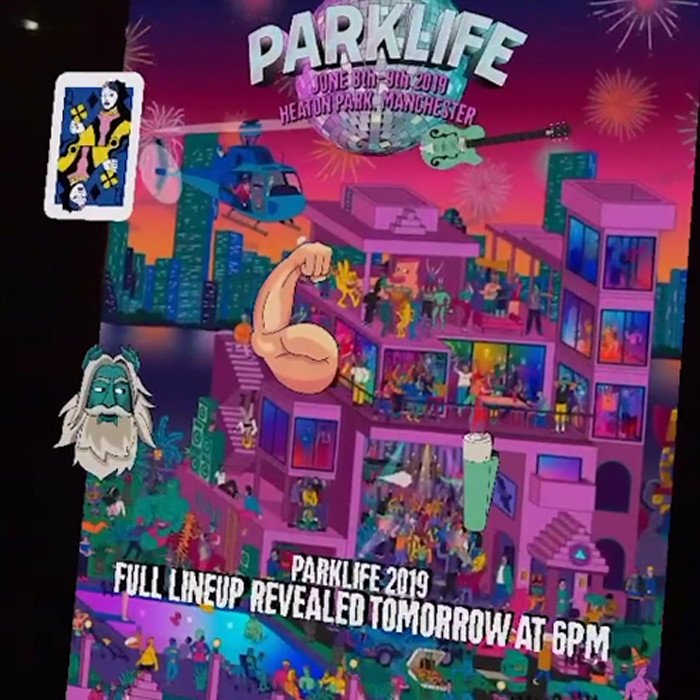 PARKLIFE
JUNE 8th-9th 2019
HEATON PARK, MANCHESTER
PARKLIFE 2019
FULL LINEUP REVEALED TOMORROW AT 6PM